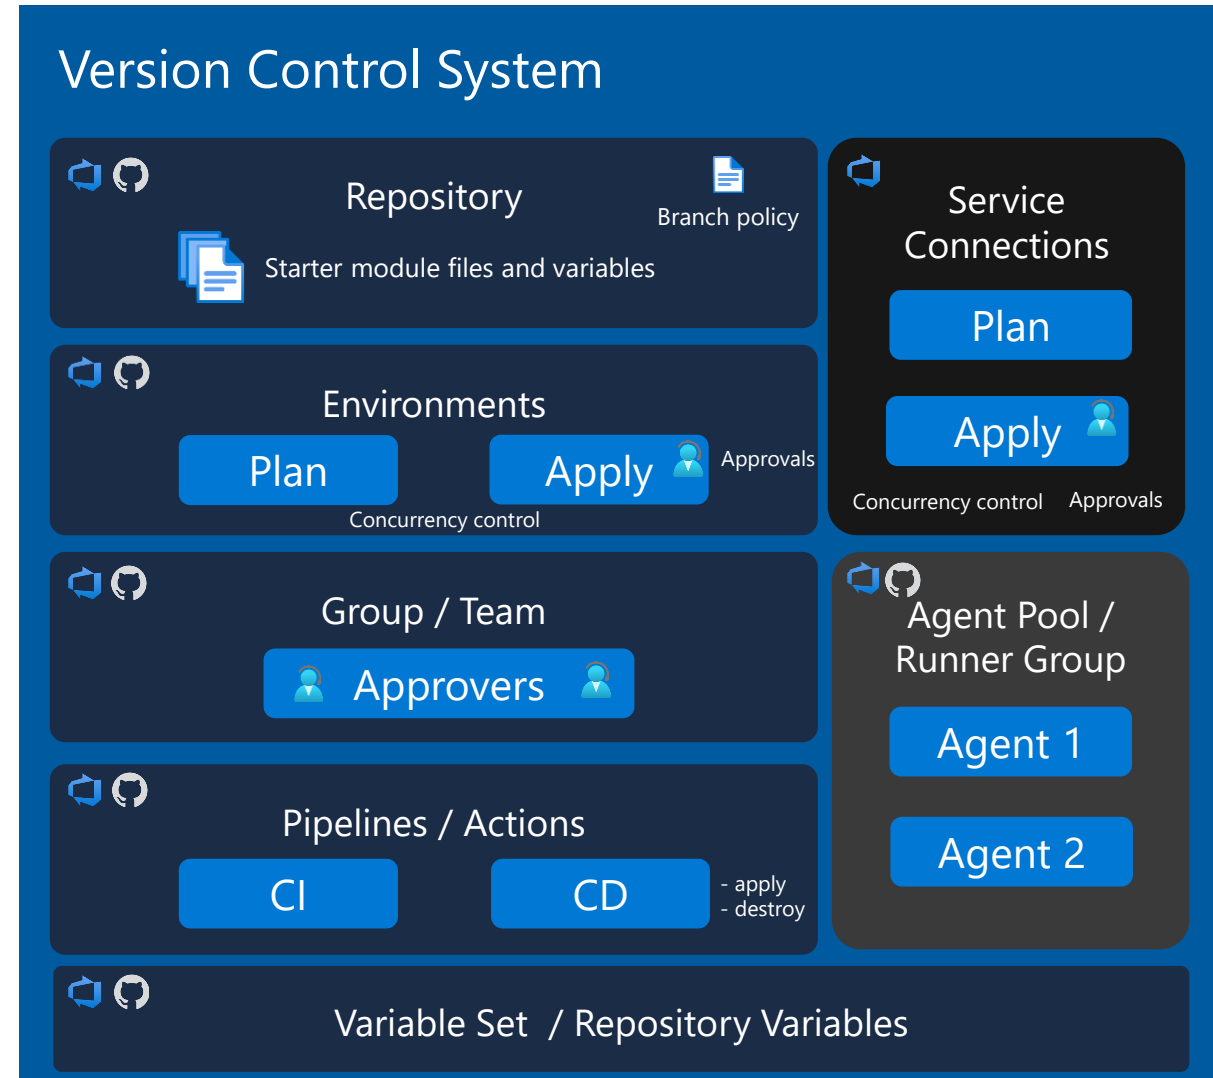 Version Control System
Repository
Branch policy
Starter module files and variables
Environments
Plan
Apply
Approvals
Concurrency control
Group / Team
Approvers
Pipelines / Actions
CI
CD
- apply
- destroy
Service
Connections
Plan
Apply
Concurrency control
Approvals
Agent Pool /
Runner Group
Agent 1
Agent 2
Variable Set / Repository Variables